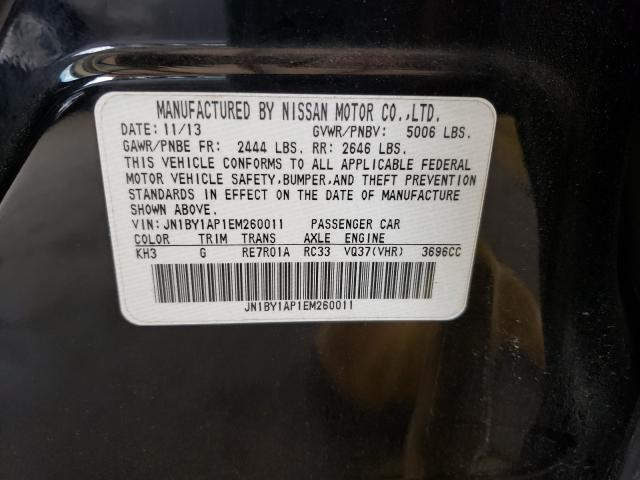 MANUFACTURED BY NISSAN MOTOR CO.,LTD.
DATE: 11/13 GVWR/PNBV: 5006 LBS.
GAWR/PNBE FR: 2444 LBS. RR: 2646 LBS.
THIS VEHICLE CONFORMS TO ALL APPLICABLE FEDERAL
MOTOR VEHICLE SAFETY,BUMPER,AND THEFT PREVENTION
STANDARDS IN EFFECT ON THE DATE OF MANUFACTURE
SHOWN ABOVE.
VIN: JN1BY1AP1EM260011 PASSENGER CAR
COLOR TRIM TRANS AXLE ENGINE
KH3 G RE7R01A RC33 VQ37(VHR) 3696CC
JN1BY1AP1EM260011